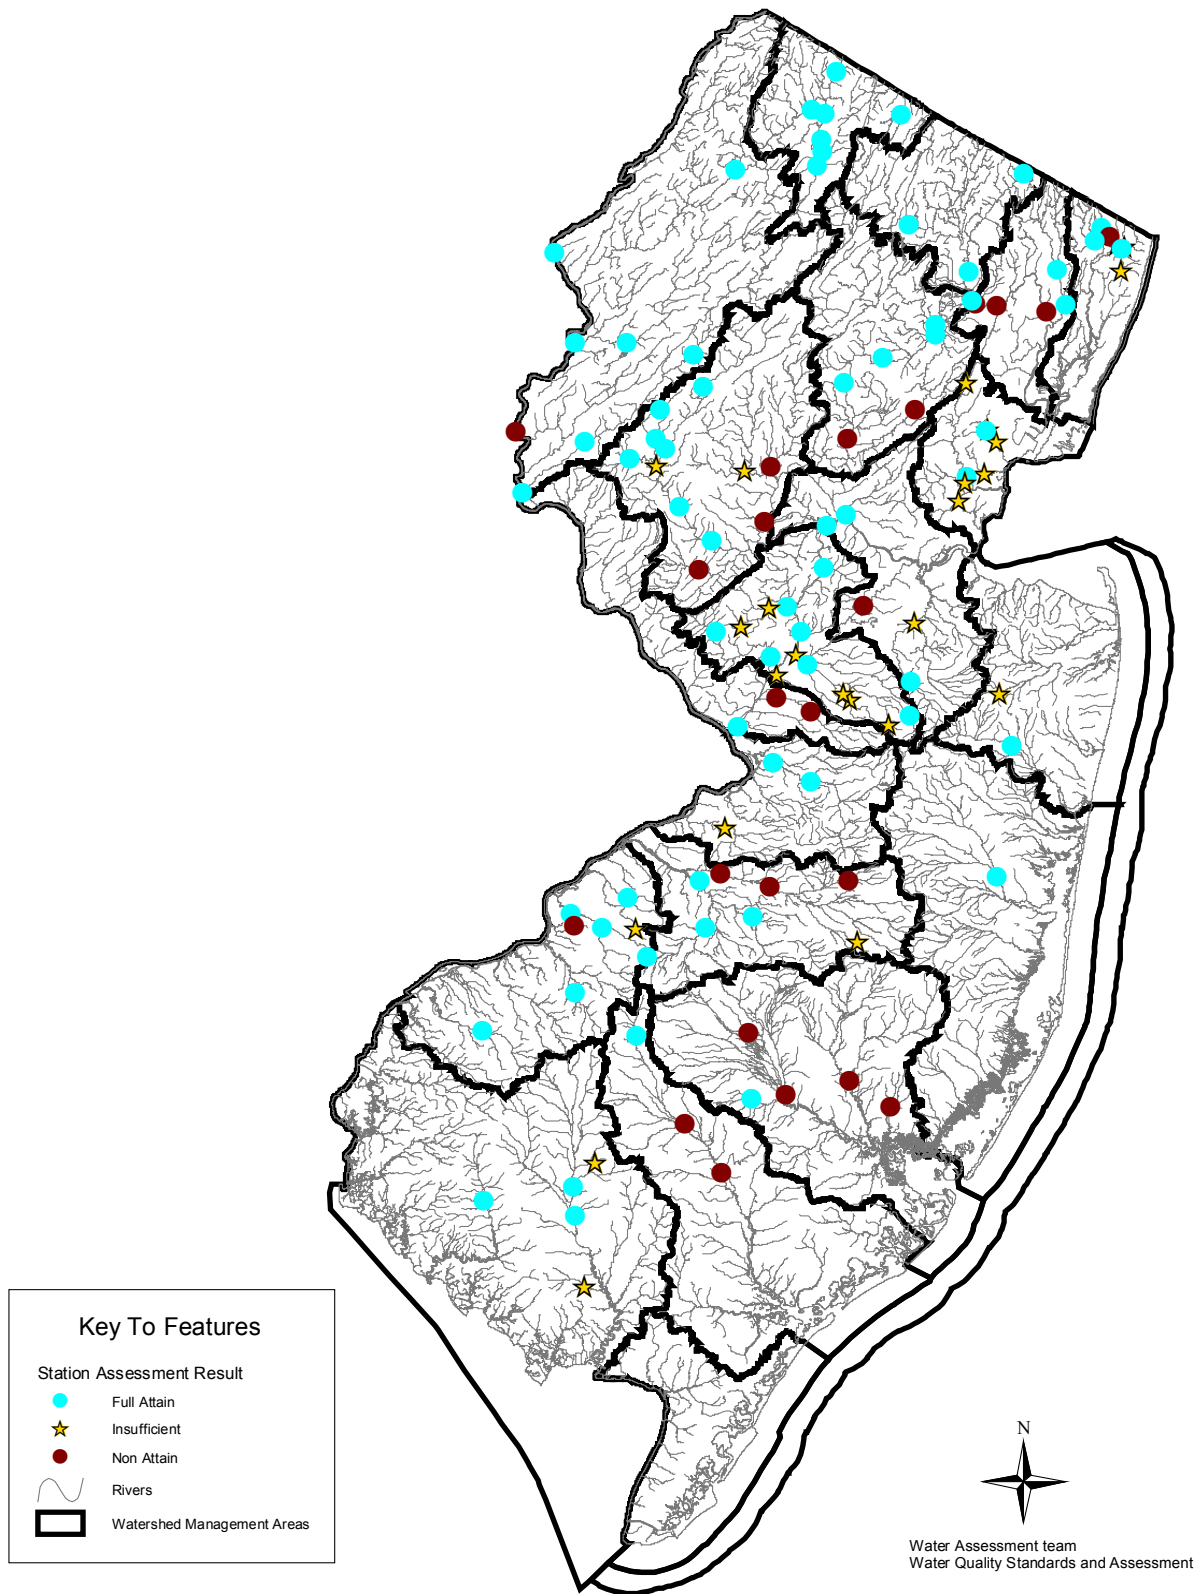 Key To Features
Station Assessment Result
Full Attain
Insufficient
Non Attain
Rivers
Watershed Management Areas
N
Water Assessment team
Water Quality Standards and Assessment